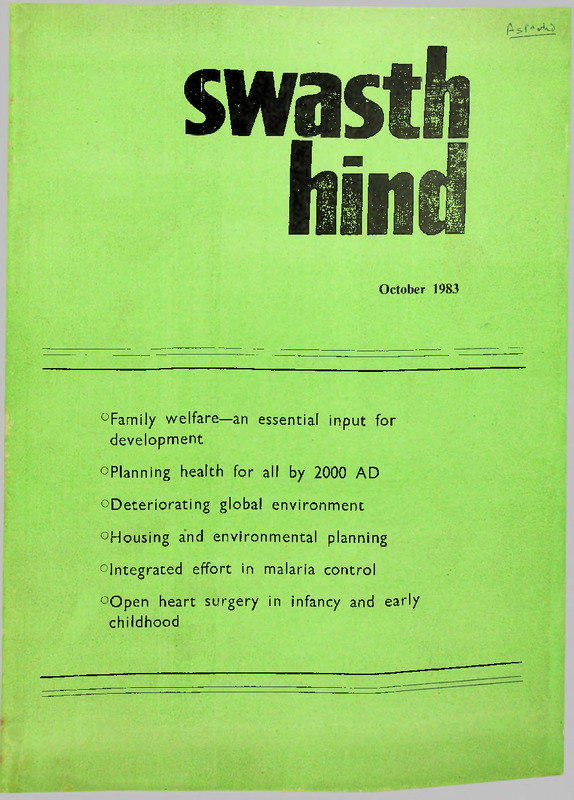 swasth
hind
October 1983
○Family welfare—an essential input for
development
○Planning health for all by 2000 AD
○Deteriorating global environment
○Housing and environmental planning
○Integrated effort in malaria control
○Open heart surgery in infancy and early
childhood